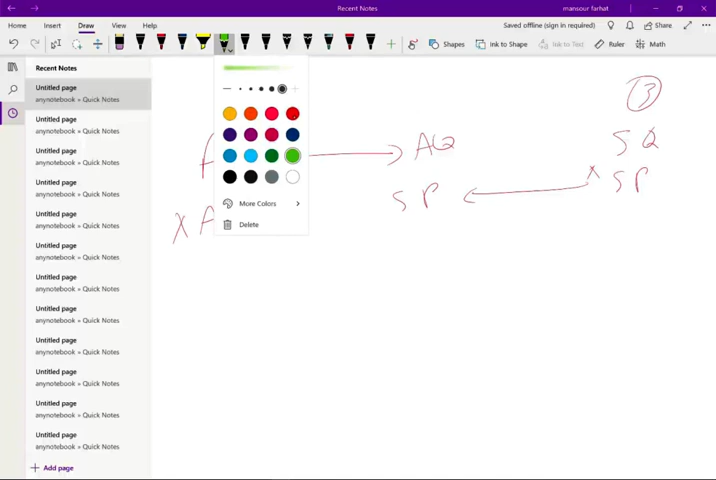 Recent Notes
mansour farhat
Home Insert Draw View Help
Saved offline (sign in required)
Share
Shapes
Ink to Shape
Ink to Text
Ruler
Math
Recent Notes
Untitled page
anynotebook » Quick Notes
Untitled page
anynotebook » Quick Notes
Untitled page
anynotebook » Quick Notes
Untitled page
anynotebook » Quick Notes
Untitled page
anynotebook » Quick Notes
Untitled page
anynotebook » Quick Notes
Untitled page
anynotebook » Quick Notes
Untitled page
anynotebook » Quick Notes
Untitled page
anynotebook » Quick Notes
Untitled page
anynotebook » Quick Notes
Untitled page
anynotebook » Quick Notes
Untitled page
anynotebook » Quick Notes
Add page
More Colors
Delete
AQ
SQ
SP
x SP
x A